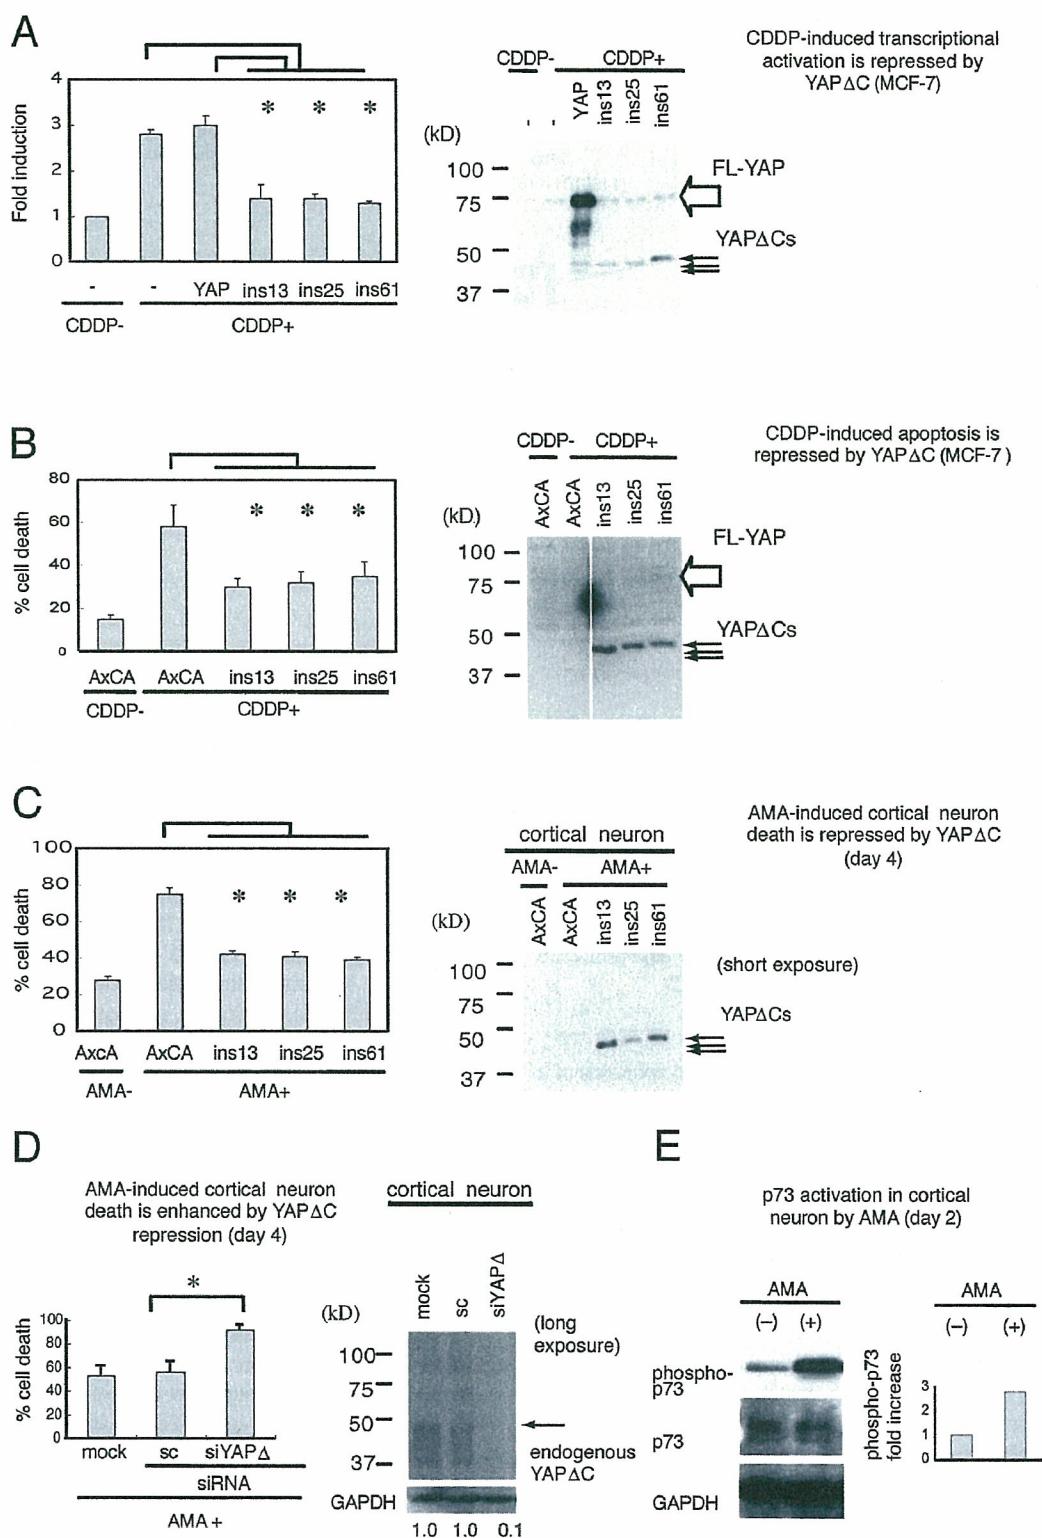 A
CDDP-induced transcriptional
activation is repressed by
YAPΔC (MCF-7)
Fold induction
4
3
2
1
0
* * *
- - YAP ins13 ins25 ins61
CDDP- CDDP+
CDDP- CDDP+
- - YAP ins13 ins25 ins61
(kD)
100
75
50
37
FL-YAP
YAPΔCs
B
CDDP-induced apoptosis is
repressed by YAPΔC (MCF-7 )
% cell death
80
60
40
20
0
* * *
AxCA AxCA ins13 ins25 ins61
CDDP- CDDP+
CDDP- CDDP+
AxCA AxCA ins13 ins25 ins61
(kD)
100
75
50
37
FL-YAP
YAPΔCs
C
AMA-induced cortical neuron
death is repressed by YAPΔC
(day 4)
% cell death
100
80
60
40
20
0
* * *
AxcA AxCA ins13 ins25 ins61
AMA- AMA+
cortical neuron
AMA- AMA+
AxCA AxCA ins13 ins25 ins61
(kD)
100
75
50
37
(short exposure)
YAPΔCs
D
AMA-induced cortical neuron
death is enhanced by YAPΔC
repression (day 4)
% cell death
100
80
60
40
20
0
*
mock sc siYAPΔ
siRNA
AMA +
cortical neuron
mock sc siYAPΔ
(kD)
100
75
50
37
(long
exposure)
endogenous
YAPΔC
GAPDH
1.0 1.0 0.1
E
p73 activation in cortical
neuron by AMA (day 2)
AMA
(–) (+)
phospho-
p73
p73
GAPDH
AMA
(–) (+)
phospho-p73
fold increase
3
2
1
0